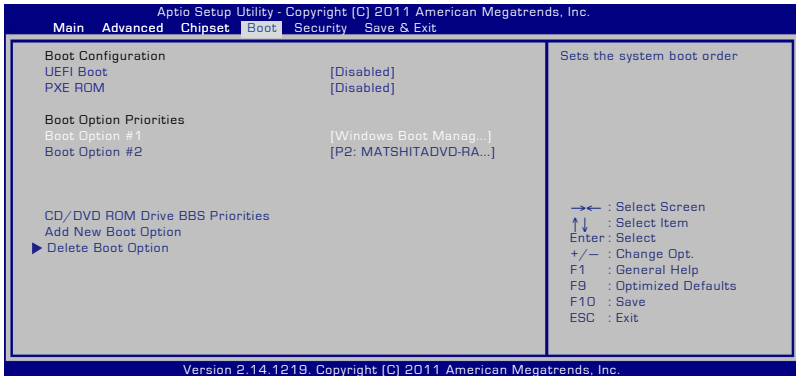 Aptio Setup Utility - Copyright (C) 2011 American Megatrends, Inc.
Main Advanced Chipset Boot Security Save & Exit
Boot Configuration
UEFI Boot [Disabled]
PXE ROM [Disabled]
Boot Option Priorities
Boot Option #1 [Windows Boot Manag...]
Boot Option #2 [P2: MATSHITADVD-RA...]
CD/DVD ROM Drive BBS Priorities
Add New Boot Option
▶ Delete Boot Option
Sets the system boot order
→← : Select Screen
↑↓ : Select Item
Enter : Select
+/— : Change Opt.
F1 : General Help
F9 : Optimized Defaults
F10 : Save
ESC : Exit
Version 2.14.1219. Copyright (C) 2011 American Megatrends, Inc.